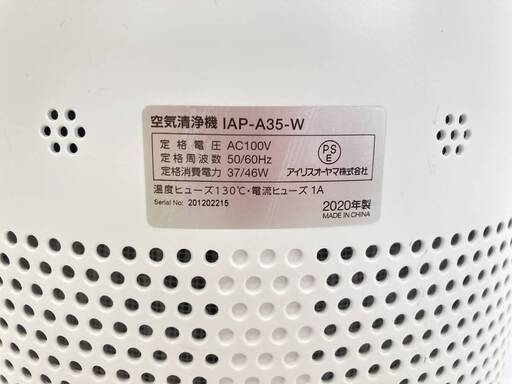 空気清浄機 IAP-A35-W
定格電圧 AC100V
定格周波数 50/60Hz
定格消費電力 37/46W
PS
E
アイリスオーヤマ株式会社
温度ヒューズ130℃・電流ヒューズ 1A
Serial No: 201202215
2020年製
MADE IN CHINA